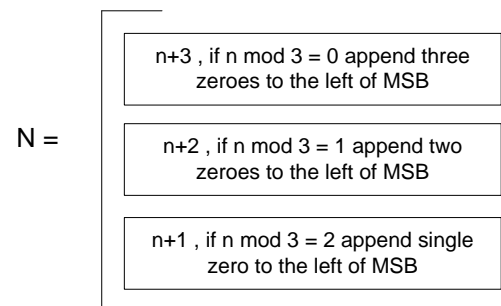 n+3 , if n mod 3 = 0 append three
zeroes to the left of MSB
N =
n+2 , if n mod 3 = 1 append two
zeroes to the left of MSB
n+1 , if n mod 3 = 2 append single
zero to the left of MSB